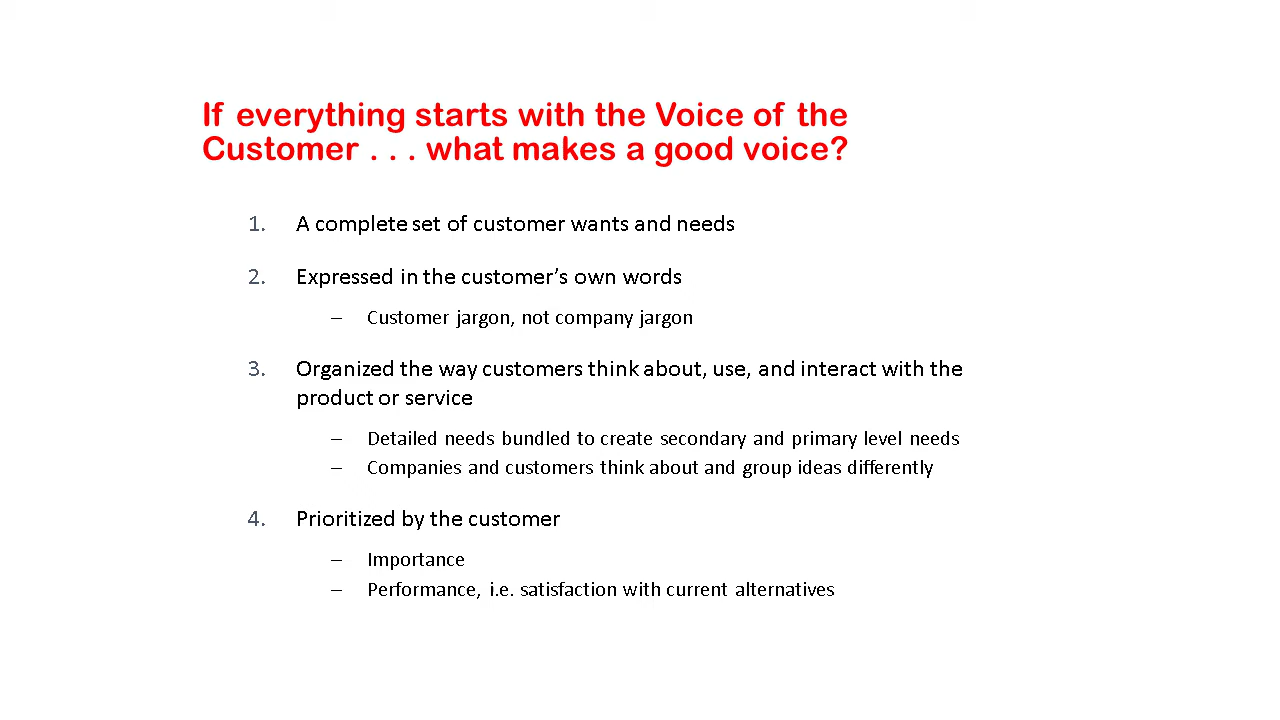 If everything starts with the Voice of the
Customer . . . what makes a good voice?
1. A complete set of customer wants and needs
2. Expressed in the customer’s own words
– Customer jargon, not company jargon
3. Organized the way customers think about, use, and interact with the
product or service
– Detailed needs bundled to create secondary and primary level needs
– Companies and customers think about and group ideas differently
4. Prioritized by the customer
– Importance
– Performance, i.e. satisfaction with current alternatives